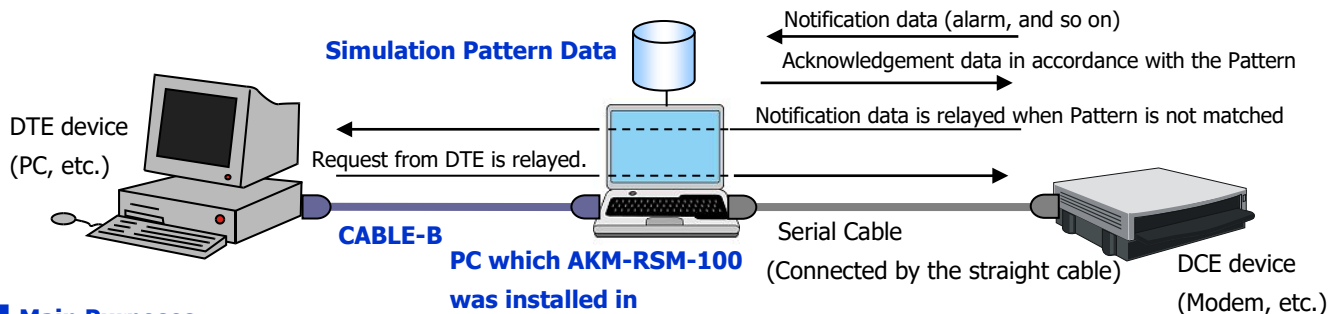 Notification data (alarm, and so on)
Simulation Pattern Data
Acknowledgement data in accordance with the Pattern
Notification data is relayed when Pattern is not matched
DTE device
(PC, etc.)
Request from DTE is relayed.
CABLE-B
PC which AKM-RSM-100
was installed in
Serial Cable
(Connected by the straight cable)
DCE device
(Modem, etc.)
Main Purposes